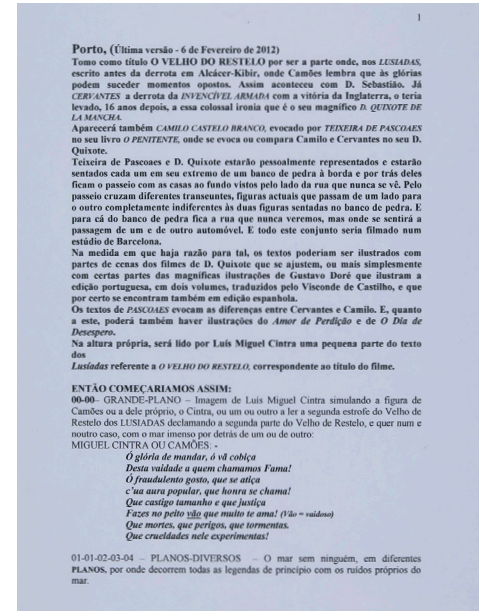 1
Porto, (Última versão - 6 de Fevereiro de 2012)
Tomo como título O VELHO DO RESTELO por ser a parte onde, nos LUSIADAS,
escrito antes da derrota em Alcácer-Kibir, onde Camões lembra que às glórias
podem suceder momentos opostos. Assim aconteceu com D. Sebastião. Já
CERVANTES a derrota da INVENCÍVEL ARMADA com a vitória da Inglaterra, o teria
levado, 16 anos depois, a essa colossal ironia que é o seu magnífico D. QUIXOTE DE
LA MANCHA.
Aparecerá também CAMILO CASTELO BRANCO, evocado por TEIXEIRA DE PASCOAES
no seu livro O PENITENTE, onde se evoca ou compara Camilo e Cervantes no seu D.
Quixote.
Teixeira de Pascoaes e D. Quixote estarão pessoalmente representados e estarão
sentados cada um em seu extremo de um banco de pedra à borda e por trás deles
ficam o passeio com as casas ao fundo vistos pelo lado da rua que nunca se vê. Pelo
passeio cruzam diferentes transeuntes, figuras actuais que passam de um lado para
o outro completamente indiferentes às duas figuras sentadas no banco de pedra. E
para cá do banco de pedra fica a rua que nunca veremos, mas onde se sentirá a
passagem de um e de outro automóvel. E todo este conjunto seria filmado num
estúdio de Barcelona.
Na medida em que haja razão para tal, os textos poderiam ser ilustrados com
partes de cenas dos filmes de D. Quixote que se ajustem, ou mais simplesmente
com certas partes das magníficas ilustrações de Gustavo Doré que ilustram a
edição portuguesa, em dois volumes, traduzidos pelo Visconde de Castilho, e que
por certo se encontram também em edição espanhola.
Os textos de PASCOAES evocam as diferenças entre Cervantes e Camilo. E, quanto
a este, poderá também haver ilustrações do Amor de Perdição e de O Dia de
Desespero.
Na altura própria, será lido por Luis Miguel Cintra uma pequena parte do texto
dos
Lusíadas referente a O VELHO DO RESTELO, correspondente ao título do filme.
ENTÃO COMEÇARIAMOS ASSIM:
00-00– GRANDE-PLANO – Imagem de Luis Miguel Cintra simulando a figura de
Camões ou a dele próprio, o Cintra, ou um ou outro a ler a segunda estrofe do Velho de
Restelo dos LUSIADAS declamando a segunda parte do Velho de Restelo, e quer num e
noutro caso, com o mar imenso por detrás de um ou de outro:
MIGUEL CINTRA OU CAMÕES: -
Ó glória de mandar, ó vã cobiça
Desta vaidade a quem chamamos Fama!
Ó fraudulento gosto, que se atiça
c'ua aura popular, que honra se chama!
Que castigo tamanho e que justiça
Fazes no peito vão que muito te ama! (Vão = vaidoso)
Que mortes, que perigos, que tormentas.
Que crueldades nele experimentas!
01-01-02-03-04 – PLANOS-DIVERSOS – O mar sem ninguém, em diferentes
PLANOS, por onde decorrem todas as legendas de princípio com os ruídos próprios do
mar.